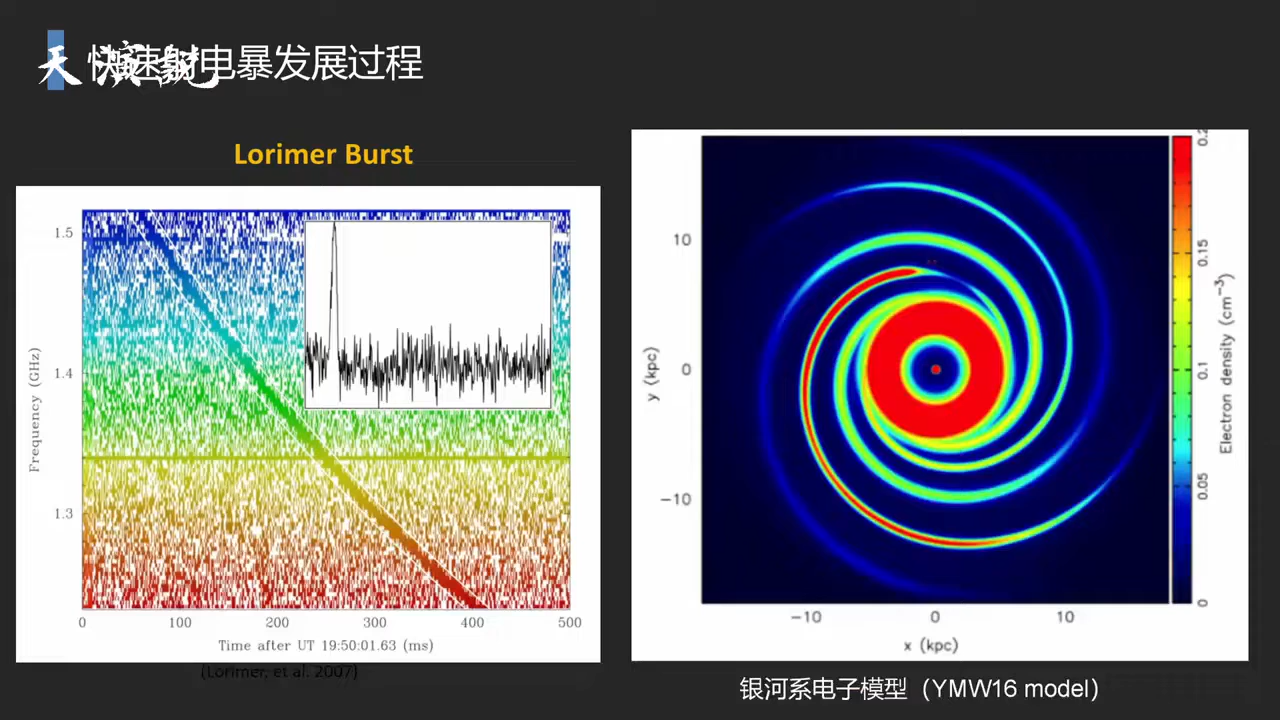 天演说
快速射电暴发展过程
Lorimer Burst
1.5
1.4
1.3
Frequency (GHz)
0 100 200 300 400 500
Time after UT 19:50:01.63 (ms)
(Lorimer, et al. 2007)
10
0
−10
y (kpc)
−10 0 10
x (kpc)
0 0.05 0.1 0.15 0.2
Electron density (cm⁻³)
银河系电子模型（YMW16 model）